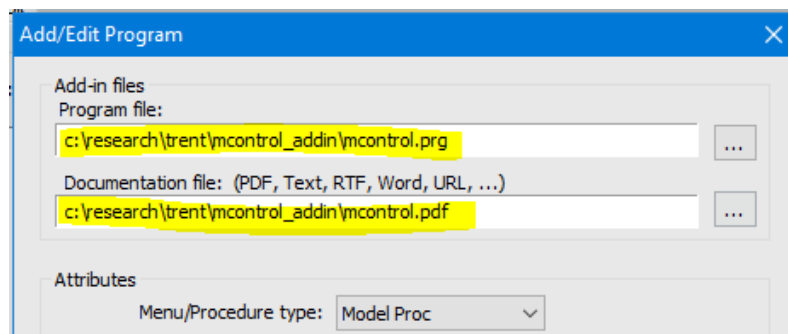 Add/Edit Program
Add-in files
Program file:
c:\research\trent\mcontrol_addin\mcontrol.prg
...
Documentation file: (PDF, Text, RTF, Word, URL, ...)
c:\research\trent\mcontrol_addin\mcontrol.pdf
...
Attributes
Menu/Procedure type: Model Proc